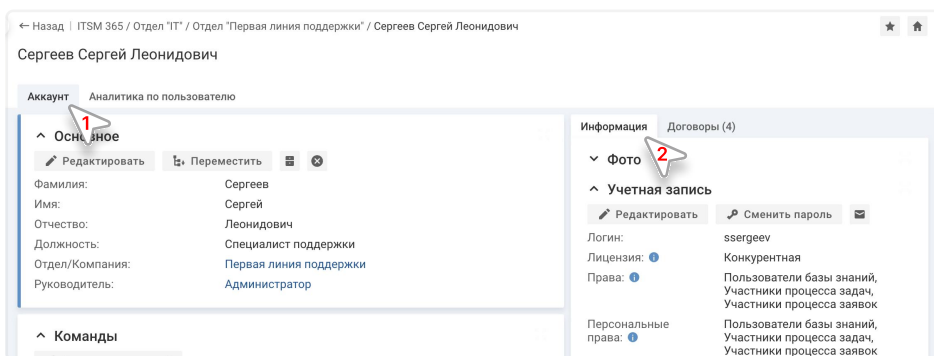 ← Назад | ITSM 365 / Отдел "IT" / Отдел "Первая линия поддержки" / Сергеев Сергей Леонидович
Сергеев Сергей Леонидович
Аккаунт Аналитика по пользователю
1
Основное
Редактировать Переместить
Фамилия: Сергеев
Имя: Сергей
Отчество: Леонидович
Должность: Специалист поддержки
Отдел/Компания: Первая линия поддержки
Руководитель: Администратор
Команды
Информация Договоры (4)
2
Фото
Учетная запись
Редактировать Сменить пароль
Логин: ssergeev
Лицензия: Конкурентная
Права: Пользователи базы знаний,
Участники процесса задач,
Участники процесса заявок
Персональные Пользователи базы знаний,
права: Участники процесса задач,
Участники процесса заявок